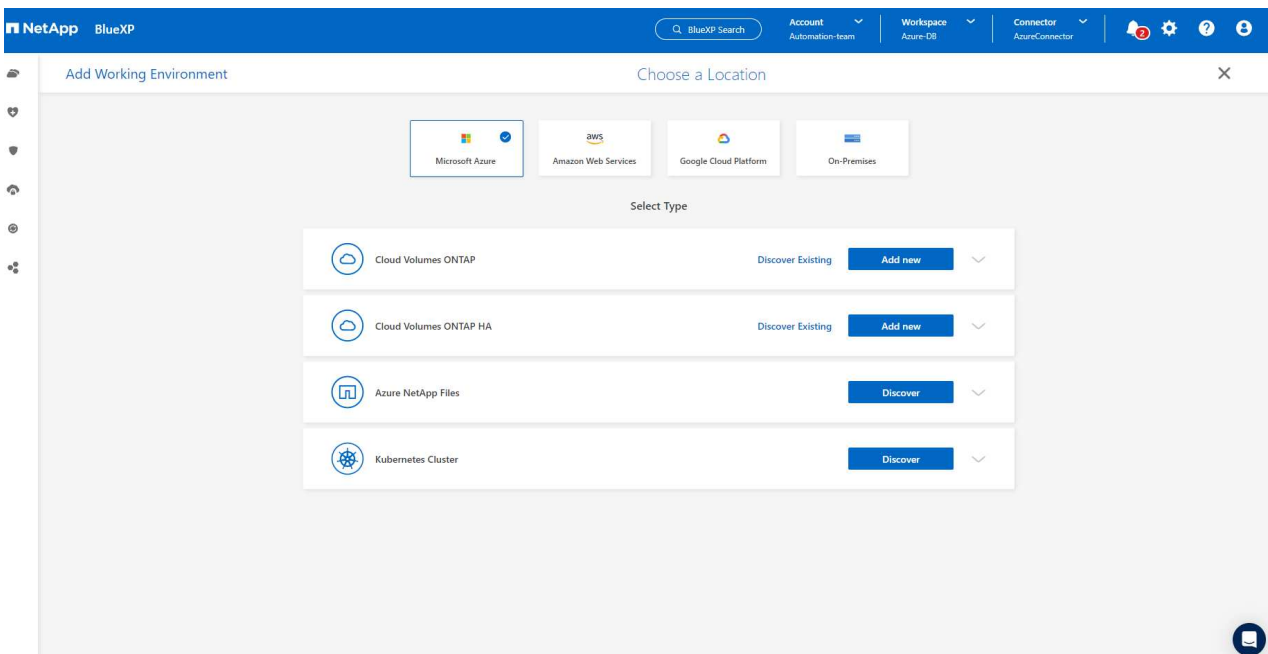 NetApp BlueXP
BlueXP Search
Account
Automation-team
Workspace
Azure-DB
Connector
AzureConnector
2
Add Working Environment
Choose a Location
Microsoft Azure
aws
Amazon Web Services
Google Cloud Platform
On-Premises
Select Type
Cloud Volumes ONTAP
Discover Existing
Add new
Cloud Volumes ONTAP HA
Discover Existing
Add new
Azure NetApp Files
Discover
Kubernetes Cluster
Discover